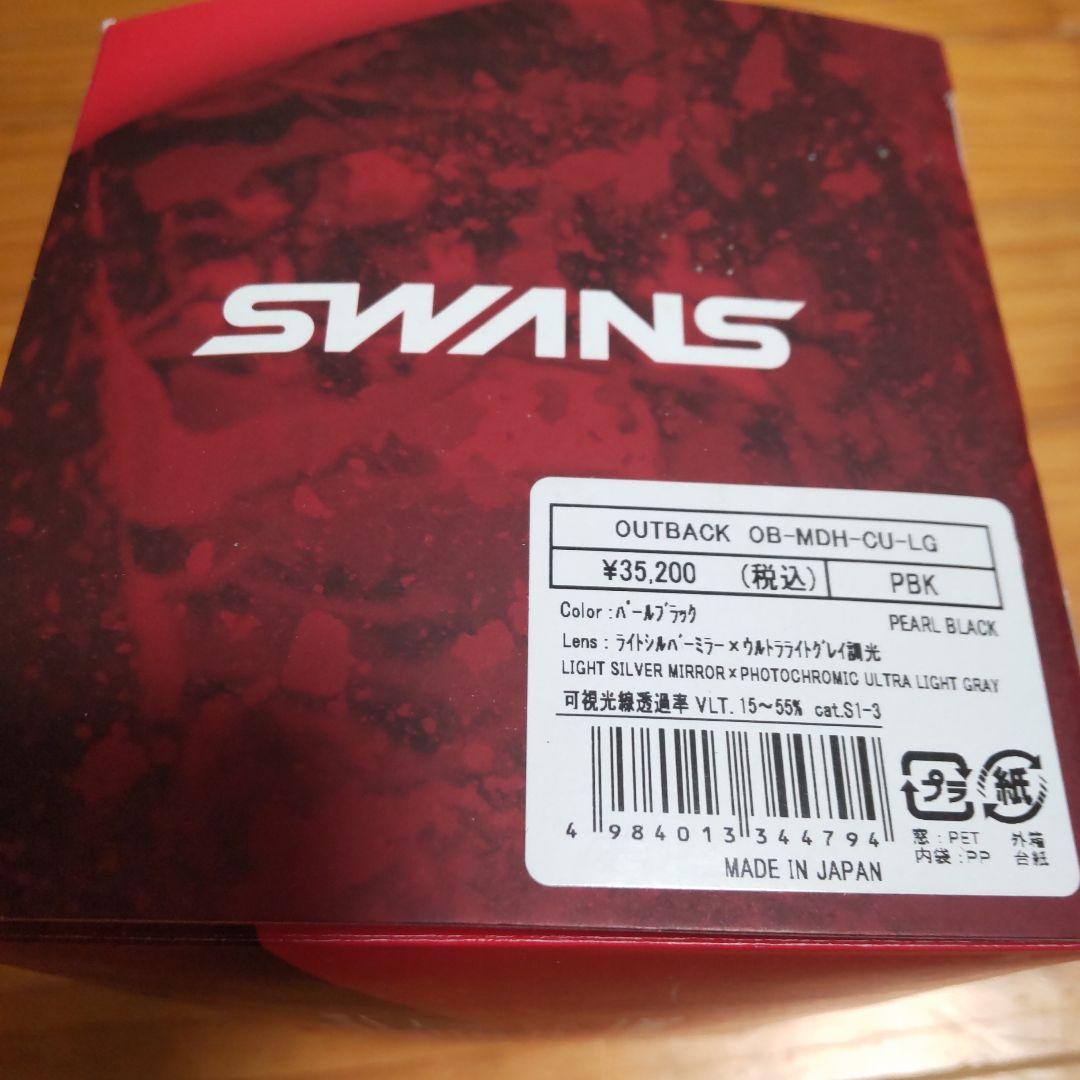 SWANS
OUTBACK OB-MDH-CU-LG
¥35,200 (税込) PBK
Color : ﾊﾟｰﾙﾌﾞﾗｯｸ PEARL BLACK
Lens : ﾗｲﾄｼﾙﾊﾞｰﾐﾗｰ×ｳﾙﾄﾗﾗｲﾄｸﾞﾚｲ調光
LIGHT SILVER MIRROR×PHOTOCHROMIC ULTRA LIGHT GRAY
可視光線透過率 VLT. 15～55% cat.S1-3
4 984013 344794
プラ 紙
窓 : PET 外箱
内袋 : PP 台紙
MADE IN JAPAN